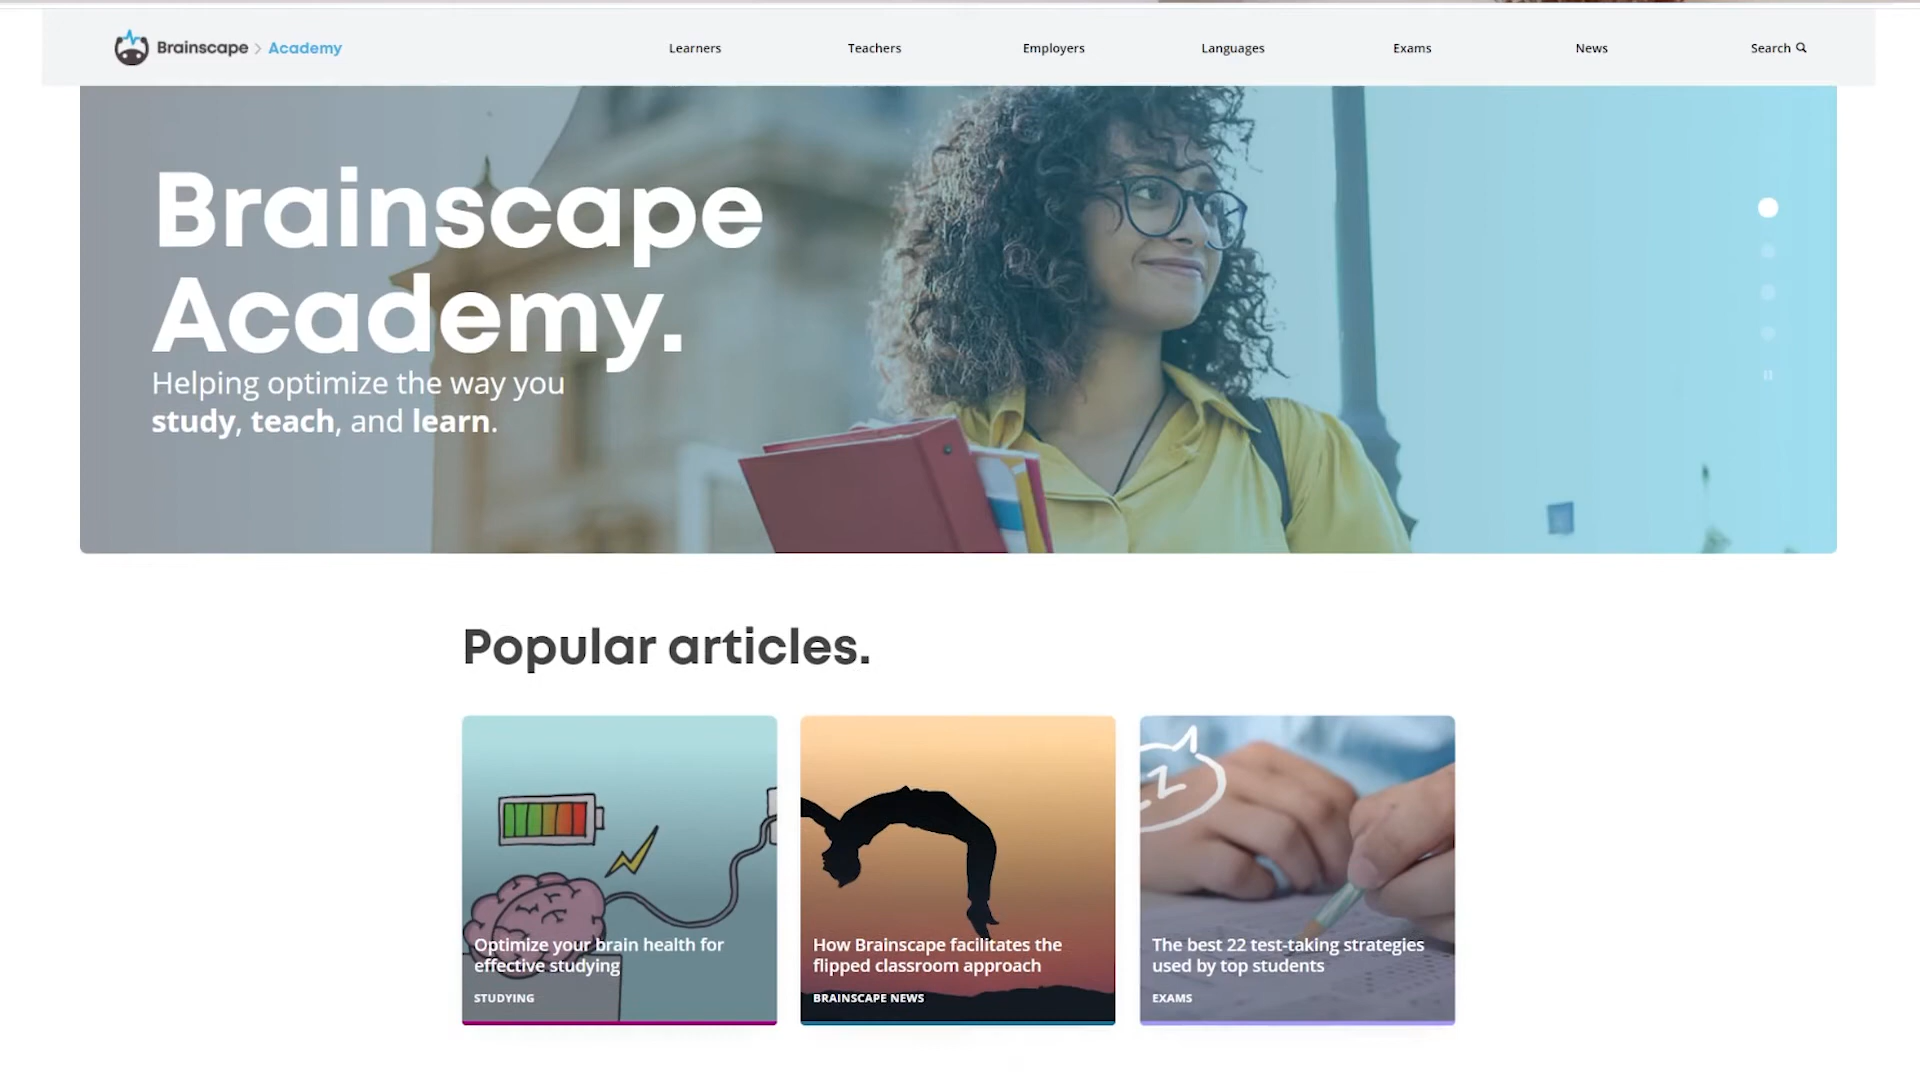 Brainscape > Academy
Learners
Teachers
Employers
Languages
Exams
News
Search
Brainscape
Academy.
Helping optimize the way you
study, teach, and learn.
Popular articles.
Optimize your brain health for
effective studying
STUDYING
How Brainscape facilitates the
flipped classroom approach
BRAINSCAPE NEWS
Z
The best 22 test-taking strategies
used by top students
EXAMS